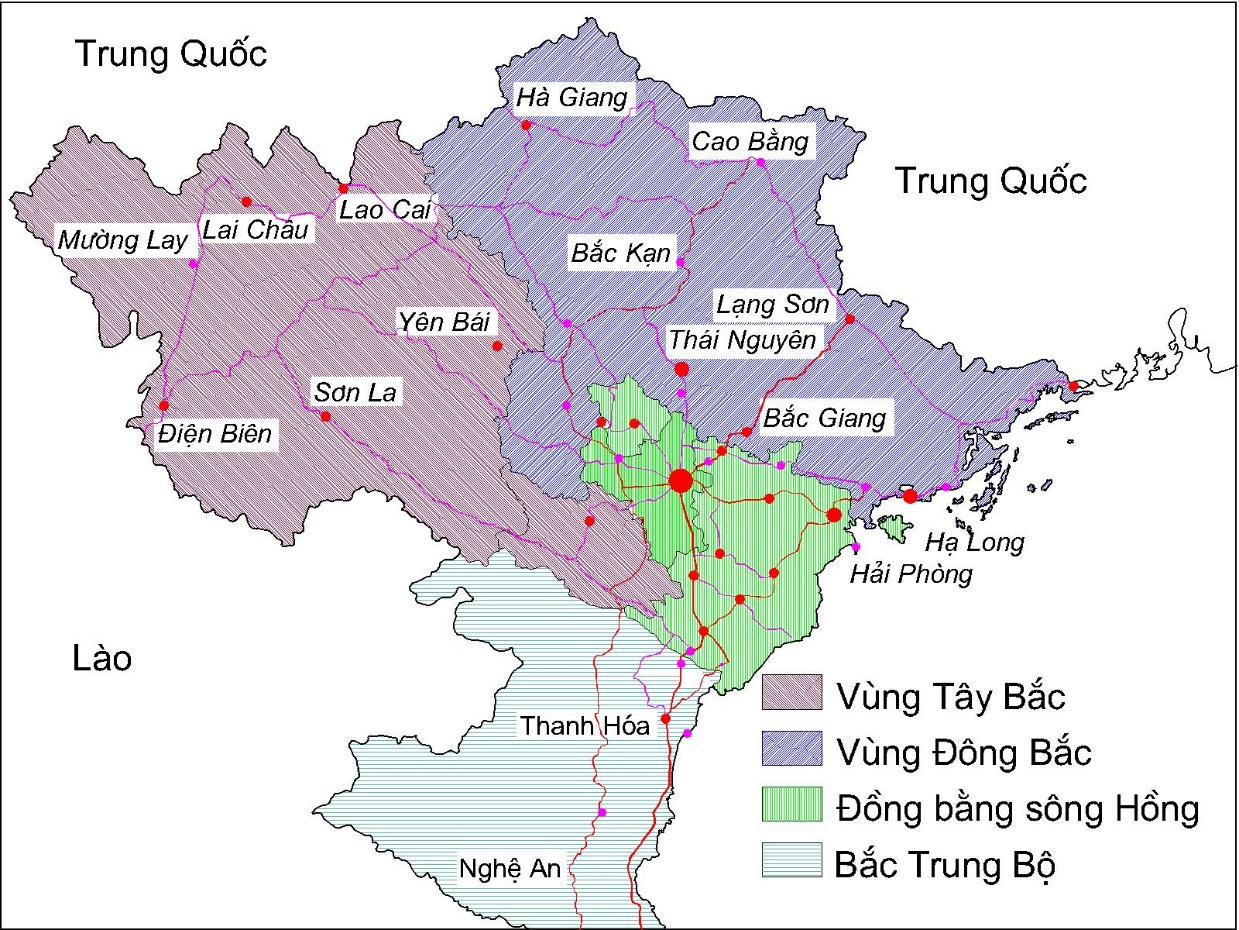 Trung Quốc
Hà Giang
Cao Bằng
Trung Quốc
Lao Cai
Lai Châu
Mường Lay
Bắc Kạn
Lạng Sơn
Yên Bái
Thái Nguyên
Sơn La
Bắc Giang
Điện Biên
Hạ Long
Hải Phòng
Lào
Vùng Tây Bắc
Thanh Hóa
Vùng Đông Bắc
Đồng bằng sông Hồng
Bắc Trung Bộ
Nghệ An